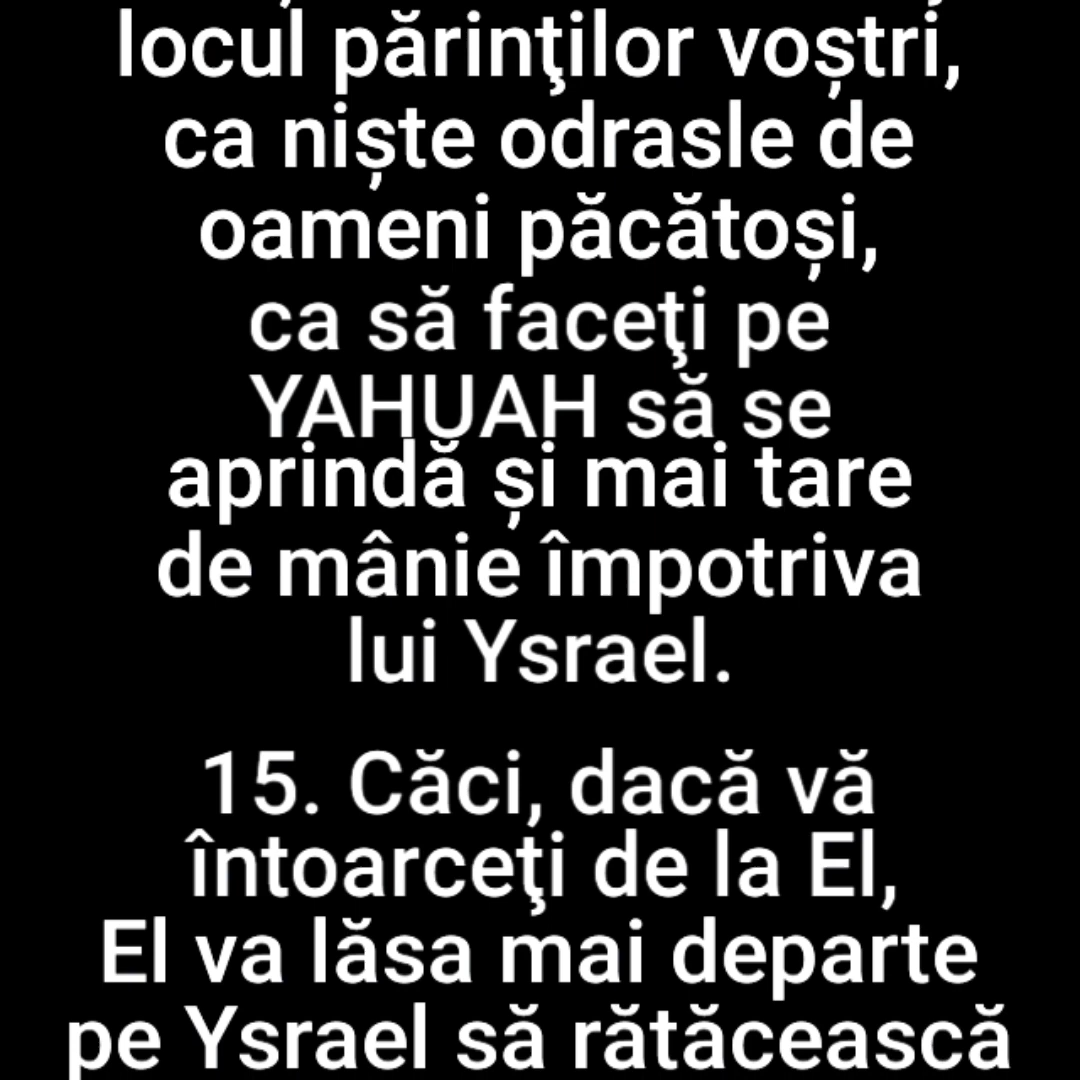 locul părinţilor voștri,
ca niște odrasle de
oameni păcătoși,
ca să faceţi pe
YAHUAH să se
aprindă și mai tare
de mânie împotriva
lui Ysrael.
15. Căci, dacă vă
întoarceţi de la El,
El va lăsa mai departe
pe Ysrael să rătăcească